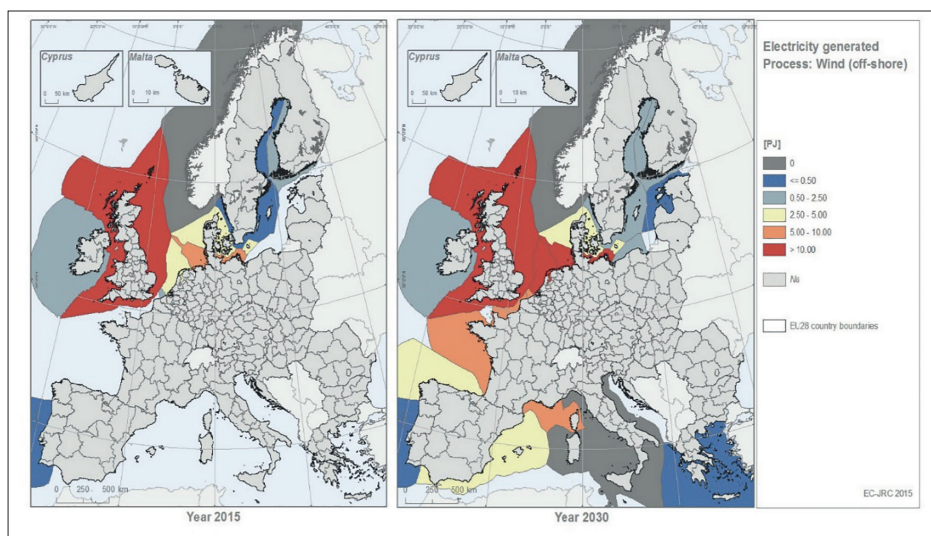 Cyprus
Malta
0 50 km
0 10 km
0 250 500 km
Year 2015
Cyprus
Malta
0 50 km
0 10 km
0 250 500 km
Year 2030
Electricity generated
Process: Wind (off-shore)
[PJ]
0
<= 0.50
0.50 - 2.50
2.50 - 5.00
5.00 - 10.00
> 10.00
Na
EU28 country boundaries
EC-JRC 2015